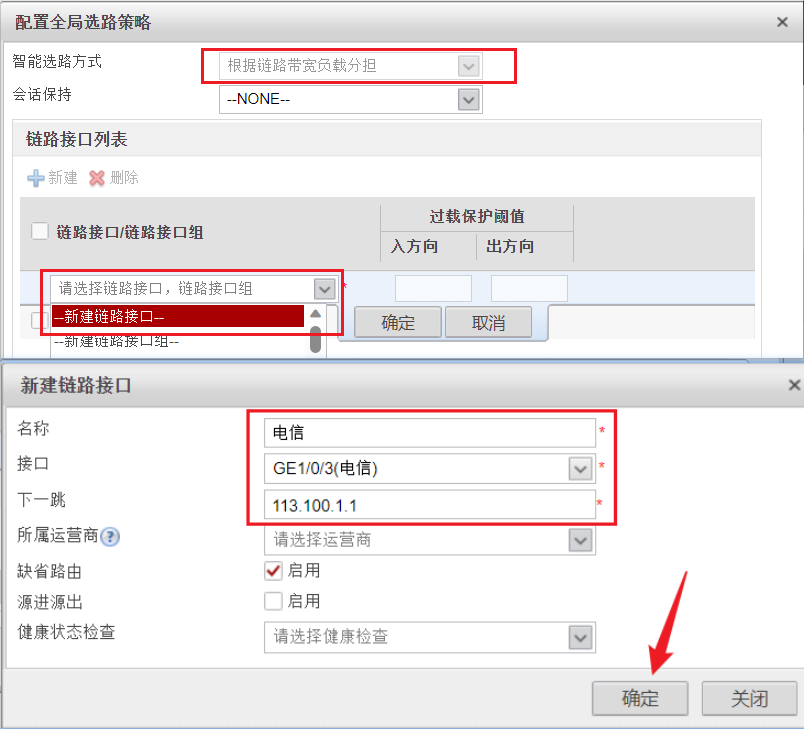 配置全局选路策略
智能选路方式 根据链路带宽负载分担
会话保持 --NONE--
链路接口列表
新建 删除
链路接口/链路接口组 过载保护阈值
入方向 出方向
请选择链路接口，链路接口组 *
--新建链路接口-- 确定 取消
--新建链路接口组--
新建链路接口
名称 电信 *
接口 GE1/0/3(电信) *
下一跳 113.100.1.1 *
所属运营商 ? 请选择运营商
缺省路由 启用
源进源出 启用
健康状态检查 请选择健康检查
确定 关闭